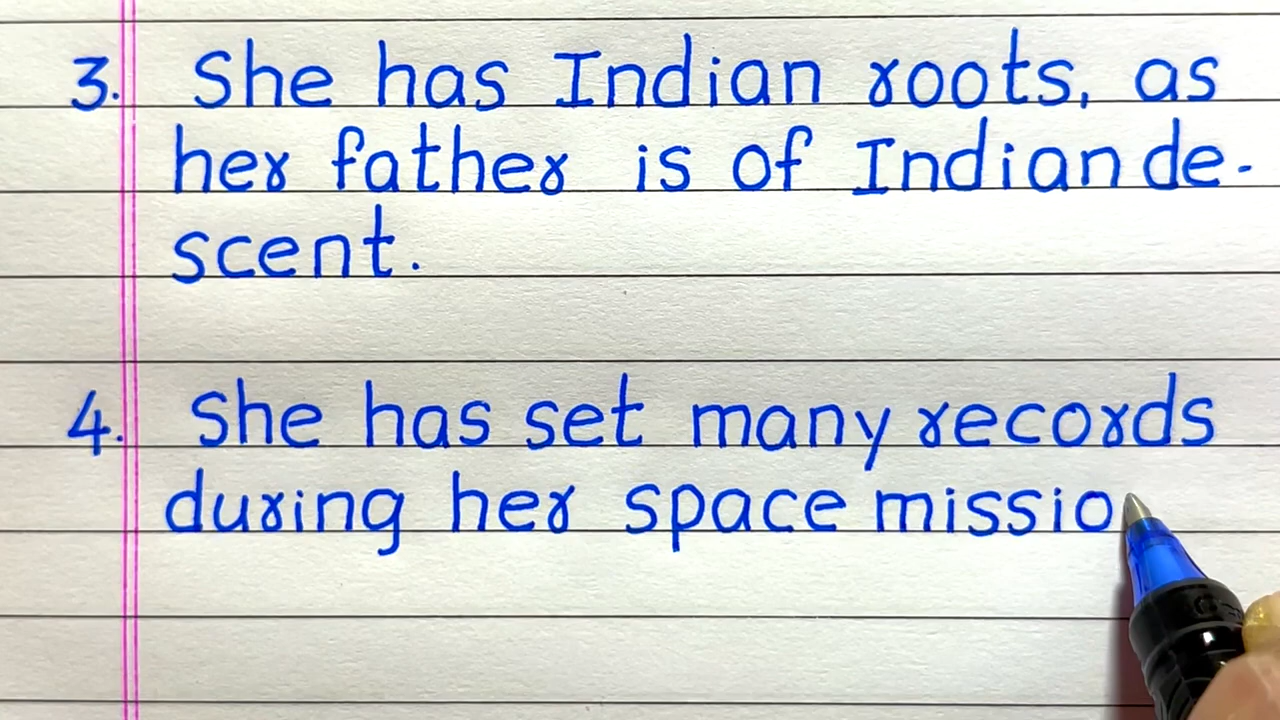 3. She has Indian roots, as
her father is of Indian de-
scent.
4. She has set many records
during her space missio